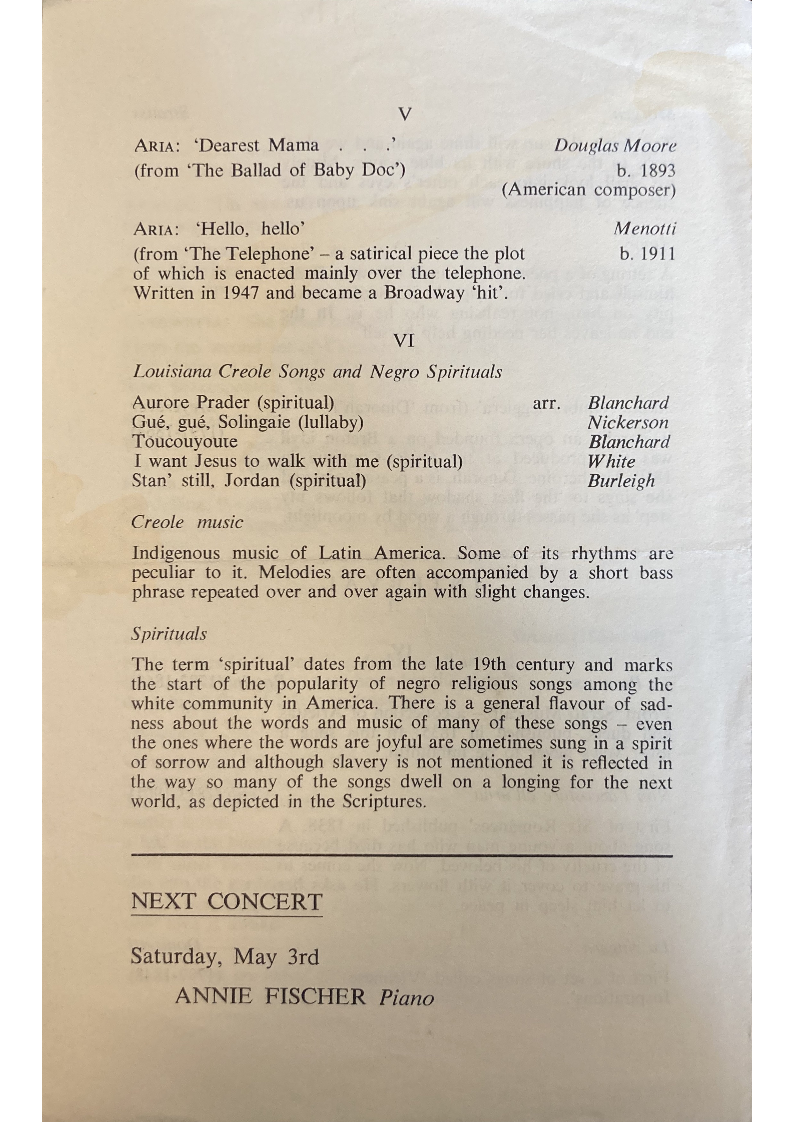 V
ARIA: 'Dearest Mama . . .' Douglas Moore
(from 'The Ballad of Baby Doc') b. 1893
(American composer)
ARIA: 'Hello, hello' Menotti
(from 'The Telephone' – a satirical piece the plot b. 1911
of which is enacted mainly over the telephone.
Written in 1947 and became a Broadway 'hit'.
VI
Louisiana Creole Songs and Negro Spirituals
Aurore Prader (spiritual) arr. Blanchard
Gué, gué, Solingaie (lullaby) Nickerson
Toucouyoute Blanchard
I want Jesus to walk with me (spiritual) White
Stan' still, Jordan (spiritual) Burleigh
Creole music
Indigenous music of Latin America. Some of its rhythms are
peculiar to it. Melodies are often accompanied by a short bass
phrase repeated over and over again with slight changes.
Spirituals
The term 'spiritual' dates from the late 19th century and marks
the start of the popularity of negro religious songs among the
white community in America. There is a general flavour of sad-
ness about the words and music of many of these songs – even
the ones where the words are joyful are sometimes sung in a spirit
of sorrow and although slavery is not mentioned it is reflected in
the way so many of the songs dwell on a longing for the next
world, as depicted in the Scriptures.
NEXT CONCERT
Saturday, May 3rd
ANNIE FISCHER Piano